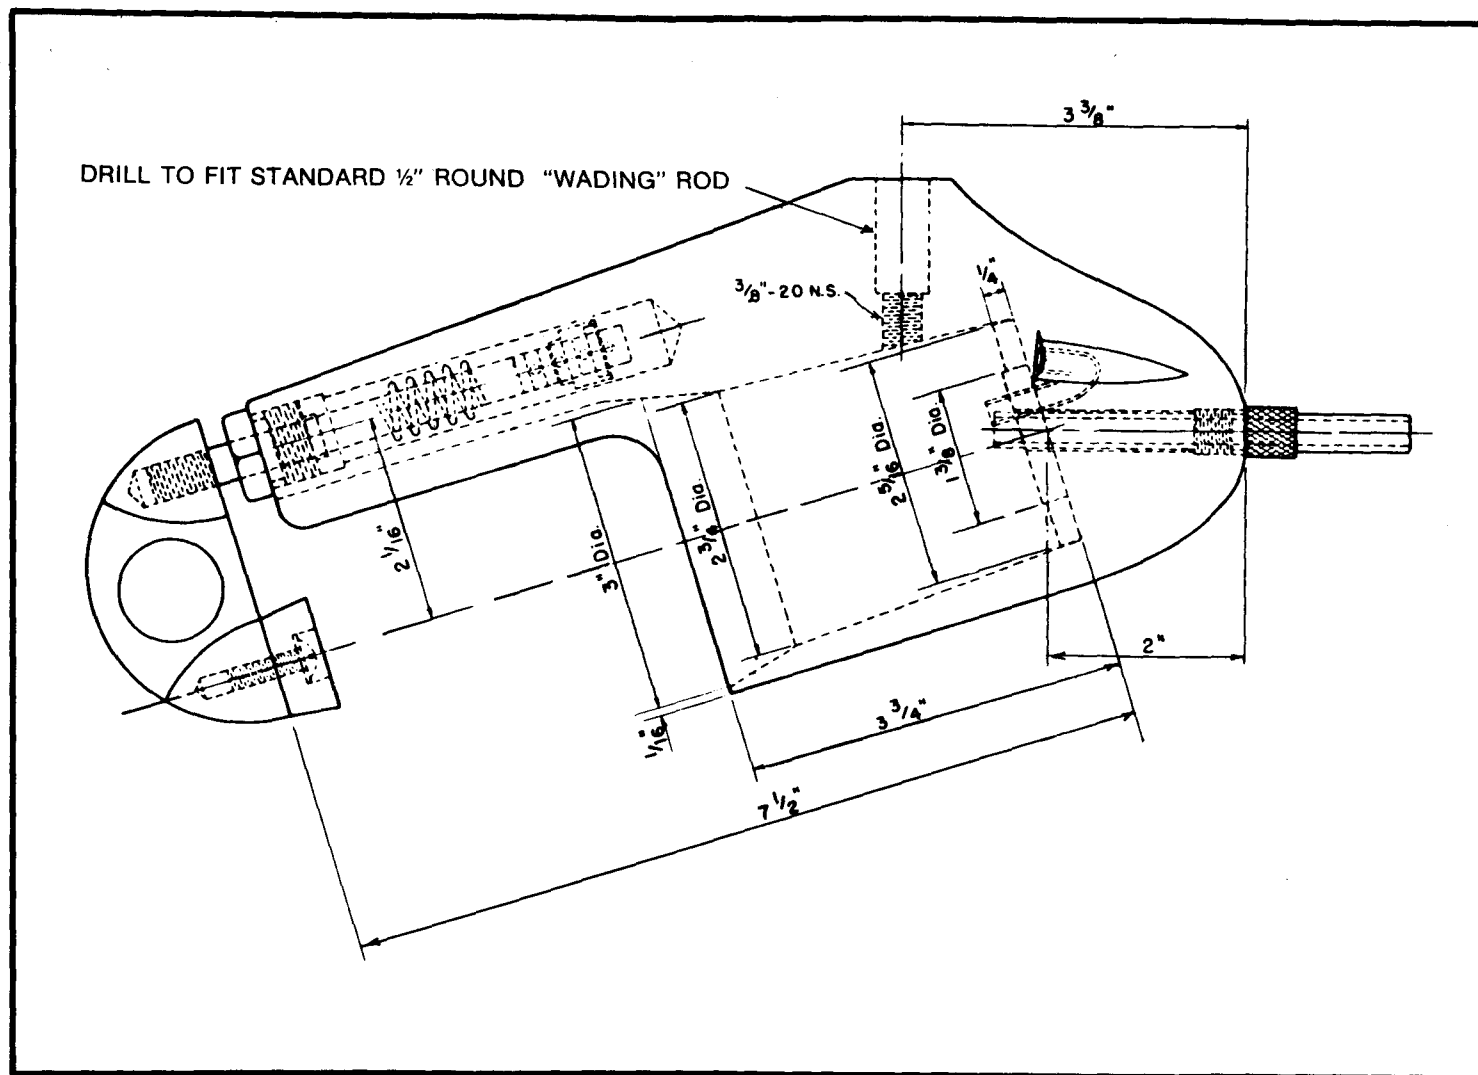 3 3/8"
DRILL TO FIT STANDARD ½" ROUND "WADING" ROD
1/4"
3/8"-20 N.S.
2 1/16"
3" Dia.
2 3/4" Dia.
2 5/16" Dia.
1 3/8" Dia.
2"
1/16"
3 3/4"
7 1/2"